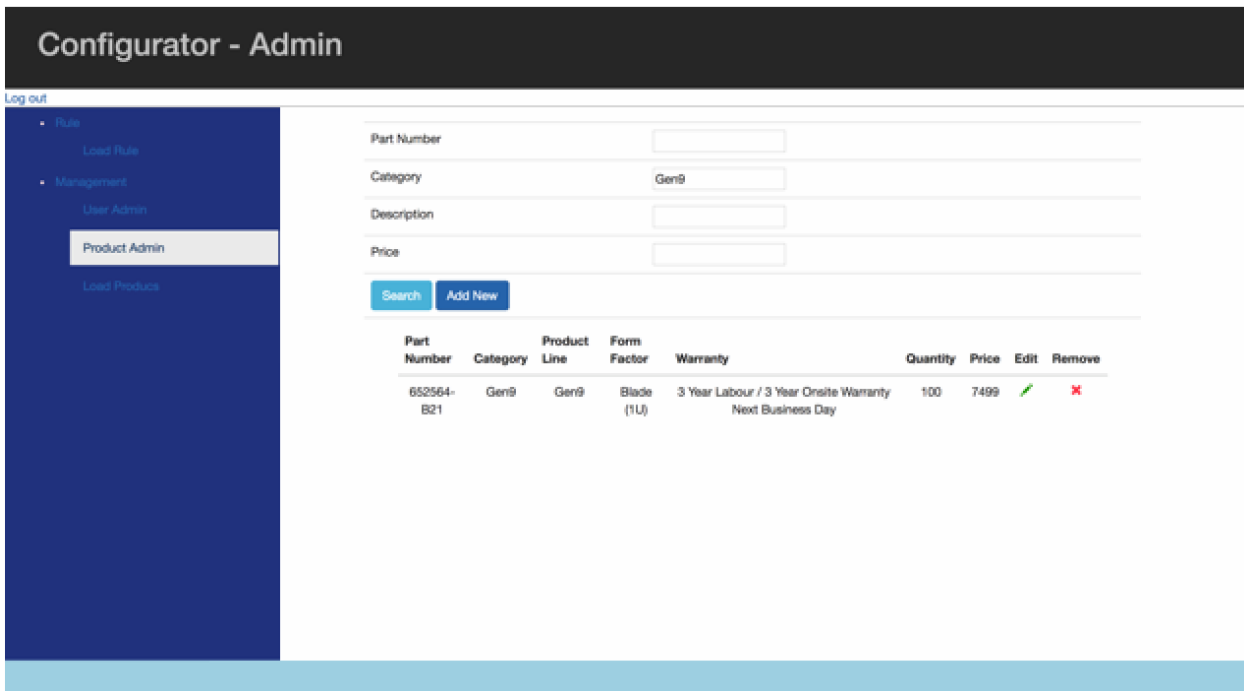 Configurator - Admin
Log out
Rule
Load Rule
Management
User Admin
Product Admin
Load Producs
Part Number
Category Gen9
Description
Price
Search Add New
Part Number Category Product Line Form Factor Warranty Quantity Price Edit Remove
652564-B21 Gen9 Gen9 Blade (1U) 3 Year Labour / 3 Year Onsite Warranty Next Business Day 100 7499